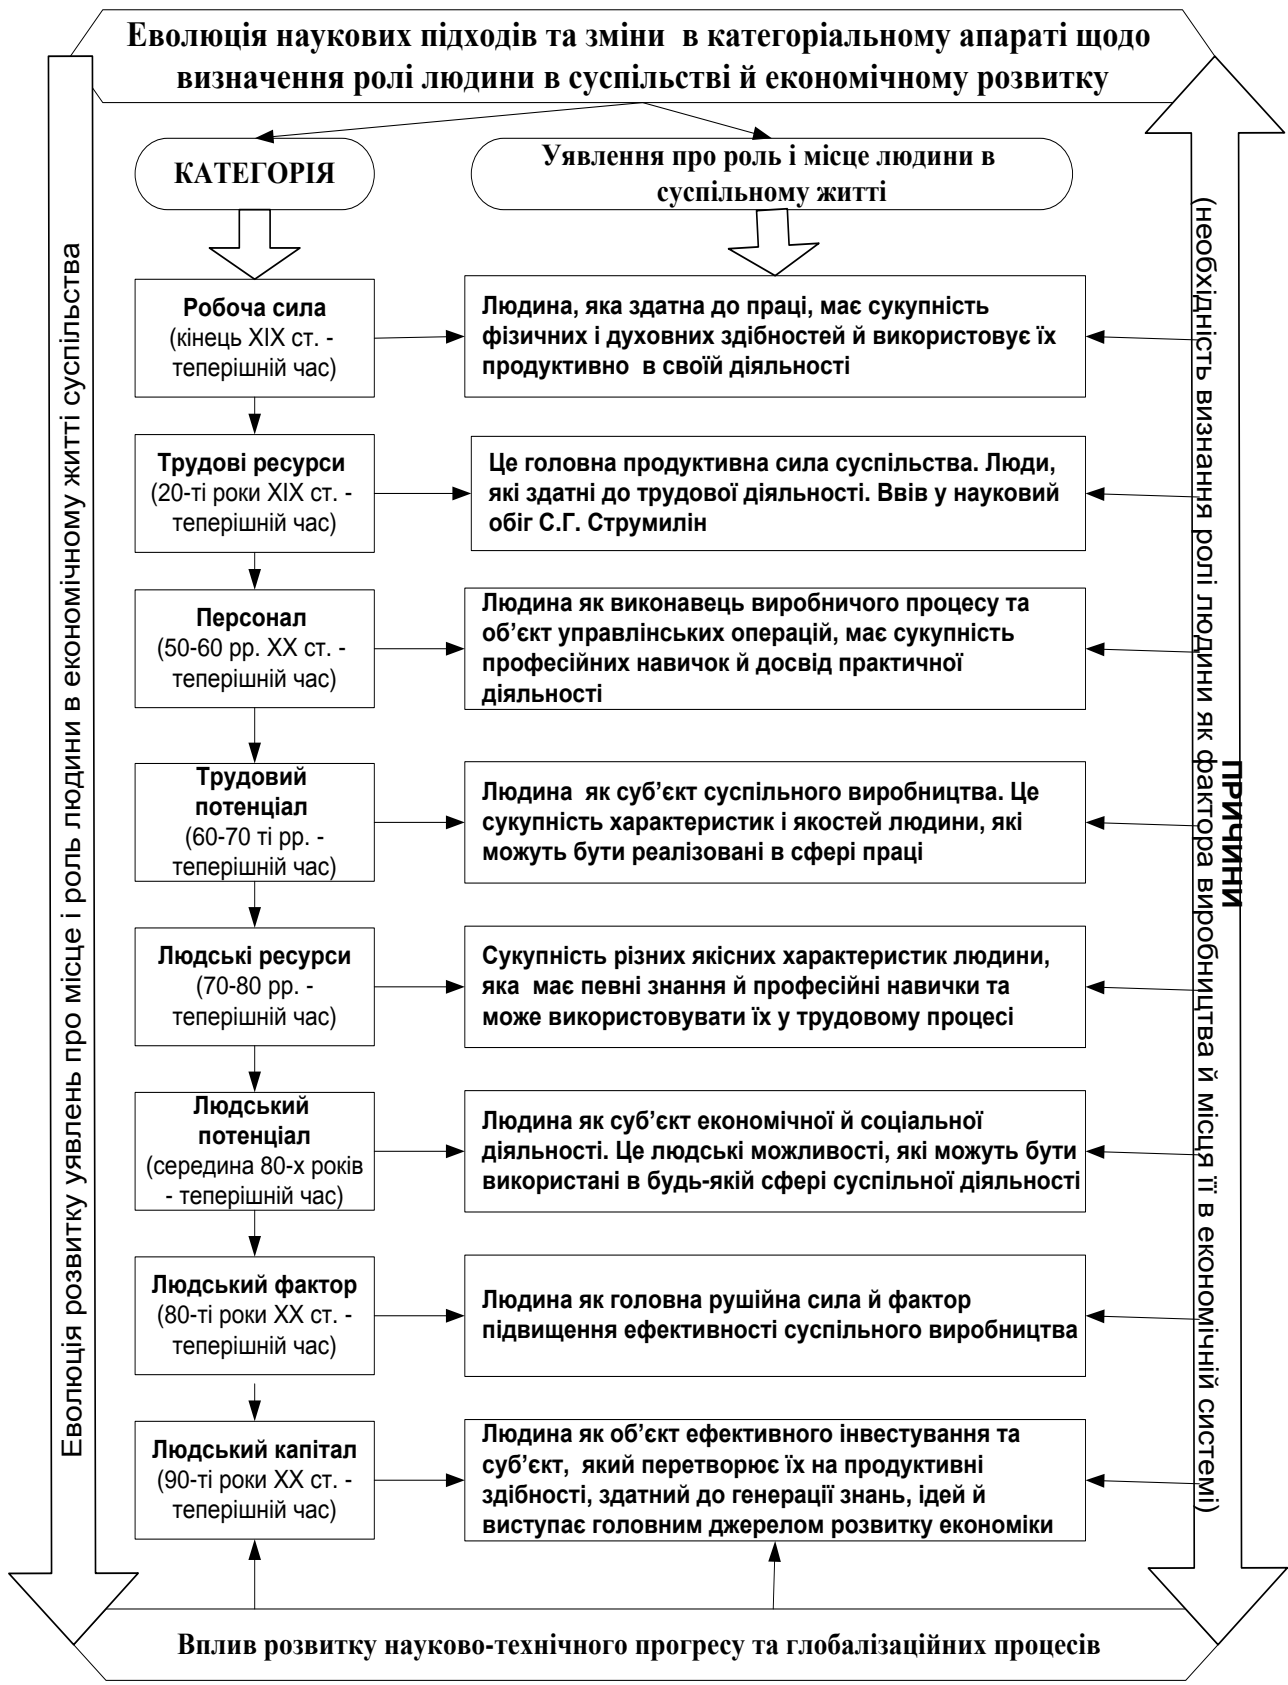 Еволюція наукових підходів та зміни в категоріальному апараті щодо
визначення ролі людини в суспільстві й економічному розвитку
КАТЕГОРІЯ
Уявлення про роль і місце людини в
суспільному житті
Робоча сила
(кінець ХІХ ст. -
теперішній час)
Людина, яка здатна до праці, має сукупність
фізичних і духовних здібностей й використовує їх
продуктивно в своїй діяльності
Трудові ресурси
(20-ті роки ХІХ ст. -
теперішній час)
Це головна продуктивна сила суспільства. Люди,
які здатні до трудової діяльності. Ввів у науковий
обіг С.Г. Струмилін
Персонал
(50-60 рр. ХХ ст. -
теперішній час)
Людина як виконавець виробничого процесу та
об’єкт управлінських операцій, має сукупність
професійних навичок й досвід практичної
діяльності
Трудовий
потенціал
(60-70 ті рр. -
теперішній час)
Людина як суб’єкт суспільного виробництва. Це
сукупність характеристик і якостей людини, які
можуть бути реалізовані в сфері праці
Людські ресурси
(70-80 рр. -
теперішній час)
Сукупність різних якісних характеристик людини,
яка має певні знання й професійні навички та
може використовувати їх у трудовому процесі
Людський
потенціал
(середина 80-х років
- теперішній час)
Людина як суб’єкт економічної й соціальної
діяльності. Це людські можливості, які можуть бути
використані в будь-якій сфері суспільної діяльності
Людський фактор
(80-ті роки ХХ ст. -
теперішній час)
Людина як головна рушійна сила й фактор
підвищення ефективності суспільного виробництва
Людський капітал
(90-ті роки ХХ ст. -
теперішній час)
Людина як об’єкт ефективного інвестування та
суб’єкт, який перетворює їх на продуктивні
здібності, здатний до генерації знань, ідей й
виступає головним джерелом розвитку економіки
Еволюція розвитку уявлень про місце і роль людини в економічному житті суспільства
ПРИЧИНИ
(необхідність визнання ролі людини як фактора виробництва й місця її в економічній системі)
Вплив розвитку науково-технічного прогресу та глобалізаційних процесів